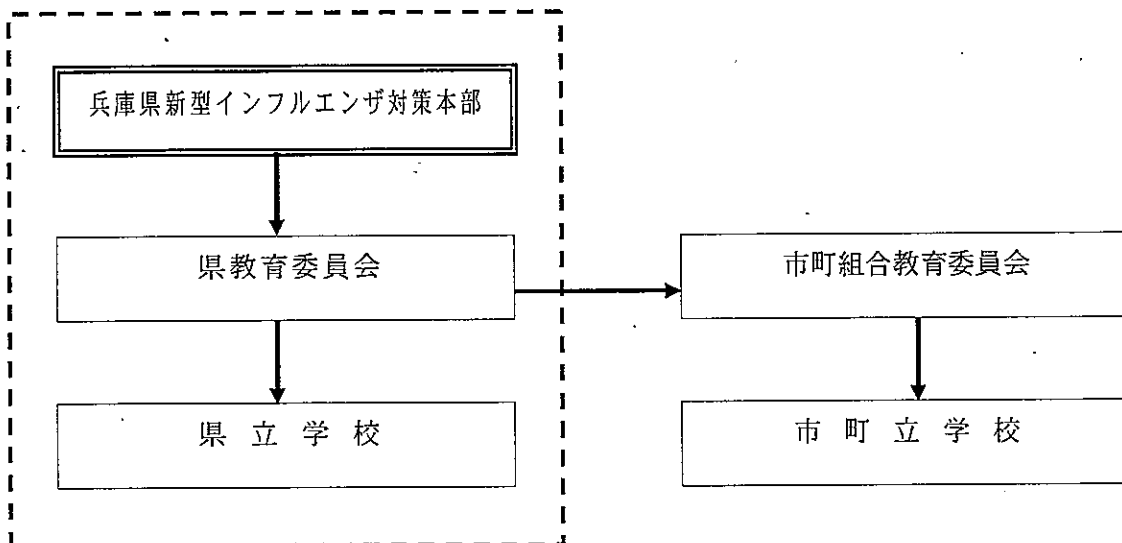 兵庫県新型インフルエンザ対策本部
県教育委員会
市町組合教育委員会
県立学校
市町立学校